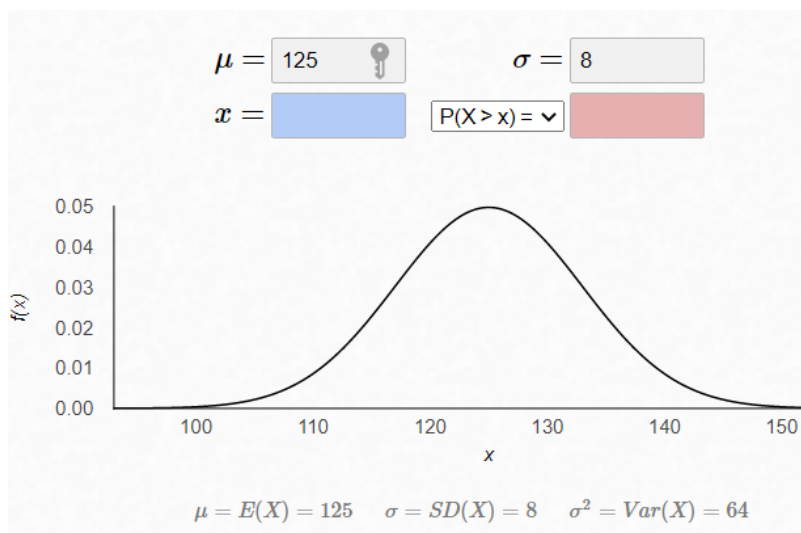 μ = 125 σ = 8
x = P(X > x) =
0.05
0.04
0.03
0.02
0.01
0.00
f(x)
100 110 120 130 140 150
x
μ = E(X) = 125 σ = SD(X) = 8 σ² = Var(X) = 64